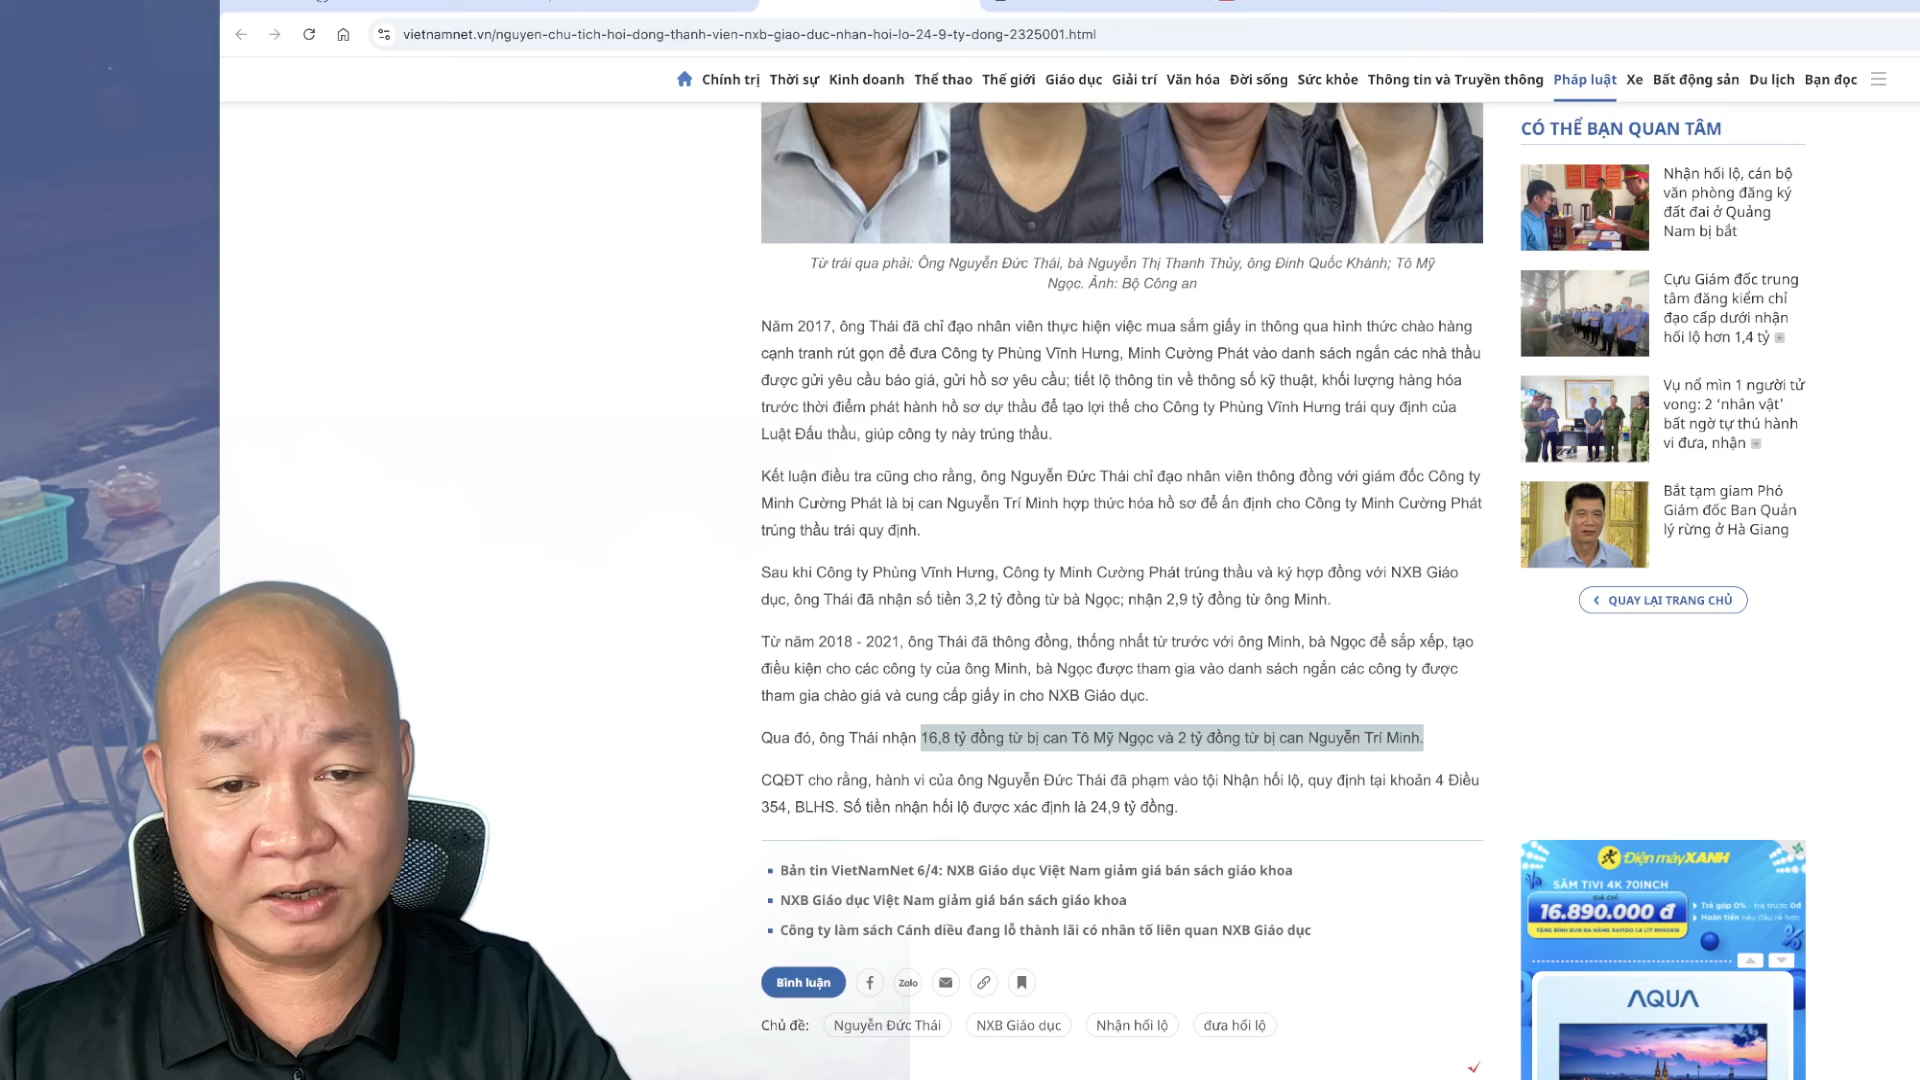 vietnamnet.vn/nguyen-chu-tich-hoi-dong-thanh-vien-nxb-giao-duc-nhan-hoi-lo-24-9-ty-dong-2325001.html
Chính trị Thời sự Kinh doanh Thể thao Thế giới Giáo dục Giải trí Văn hóa Đời sống Sức khỏe Thông tin và Truyền thông Pháp luật Xe Bất động sản Du lịch Bạn đọc
Từ trái qua phải: Ông Nguyễn Đức Thái, bà Nguyễn Thị Thanh Thủy, ông Đinh Quốc Khánh; Tô Mỹ
Ngọc. Ảnh: Bộ Công an
Năm 2017, ông Thái đã chỉ đạo nhân viên thực hiện việc mua sắm giấy in thông qua hình thức chào hàng
cạnh tranh rút gọn để đưa Công ty Phùng Vĩnh Hưng, Minh Cường Phát vào danh sách ngắn các nhà thầu
được gửi yêu cầu báo giá, gửi hồ sơ yêu cầu; tiết lộ thông tin về thông số kỹ thuật, khối lượng hàng hóa
trước thời điểm phát hành hồ sơ dự thầu để tạo lợi thế cho Công ty Phùng Vĩnh Hưng trái quy định của
Luật Đấu thầu, giúp công ty này trúng thầu.
Kết luận điều tra cũng cho rằng, ông Nguyễn Đức Thái chỉ đạo nhân viên thông đồng với giám đốc Công ty
Minh Cường Phát là bị can Nguyễn Trí Minh hợp thức hóa hồ sơ để ấn định cho Công ty Minh Cường Phát
trúng thầu trái quy định.
Sau khi Công ty Phùng Vĩnh Hưng, Công ty Minh Cường Phát trúng thầu và ký hợp đồng với NXB Giáo
dục, ông Thái đã nhận số tiền 3,2 tỷ đồng từ bà Ngọc; nhận 2,9 tỷ đồng từ ông Minh.
Từ năm 2018 - 2021, ông Thái đã thông đồng, thống nhất từ trước với ông Minh, bà Ngọc để sắp xếp, tạo
điều kiện cho các công ty của ông Minh, bà Ngọc được tham gia vào danh sách ngắn các công ty được
tham gia chào giá và cung cấp giấy in cho NXB Giáo dục.
Qua đó, ông Thái nhận 16,8 tỷ đồng từ bị can Tô Mỹ Ngọc và 2 tỷ đồng từ bị can Nguyễn Trí Minh.
CQĐT cho rằng, hành vi của ông Nguyễn Đức Thái đã phạm vào tội Nhận hối lộ, quy định tại khoản 4 Điều
354, BLHS. Số tiền nhận hối lộ được xác định là 24,9 tỷ đồng.
Bản tin VietNamNet 6/4: NXB Giáo dục Việt Nam giảm giá bán sách giáo khoa
NXB Giáo dục Việt Nam giảm giá bán sách giáo khoa
Công ty làm sách Cánh diều đang lỗ thành lãi có nhân tố liên quan NXB Giáo dục
Bình luận
Zalo
Chủ đề: Nguyễn Đức Thái NXB Giáo dục Nhận hối lộ đưa hối lộ
CÓ THỂ BẠN QUAN TÂM
Nhận hối lộ, cán bộ
văn phòng đăng ký
đất đai ở Quảng
Nam bị bắt
Cựu Giám đốc trung
tâm đăng kiểm chỉ
đạo cấp dưới nhận
hối lộ hơn 1,4 tỷ
Vụ nổ mìn 1 người tử
vong: 2 'nhân vật'
bất ngờ tự thú hành
vi đưa, nhận
Bắt tạm giam Phó
Giám đốc Ban Quản
lý rừng ở Hà Giang
QUAY LẠI TRANG CHỦ
Điện máy XANH
SẮM TIVI 4K 70INCH
GIÁ CHỈ
16.890.000 đ
Trả góp 0% - trả trước 0đ
AQUA